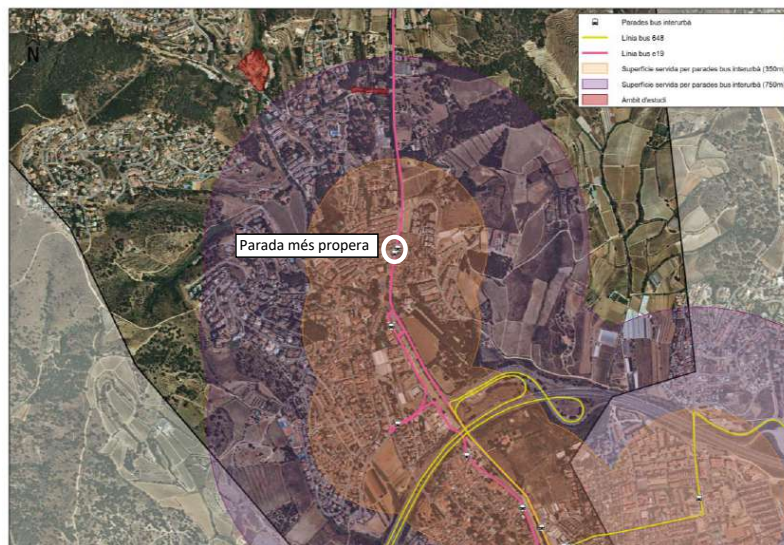 N
Parades bus interurbà
Línia bus 648
Línia bus e19
Superfície servida per parades bus interurbà (350m)
Superfície servida per parades bus interurbà (750m)
Àmbit d'estudi
Parada més propera